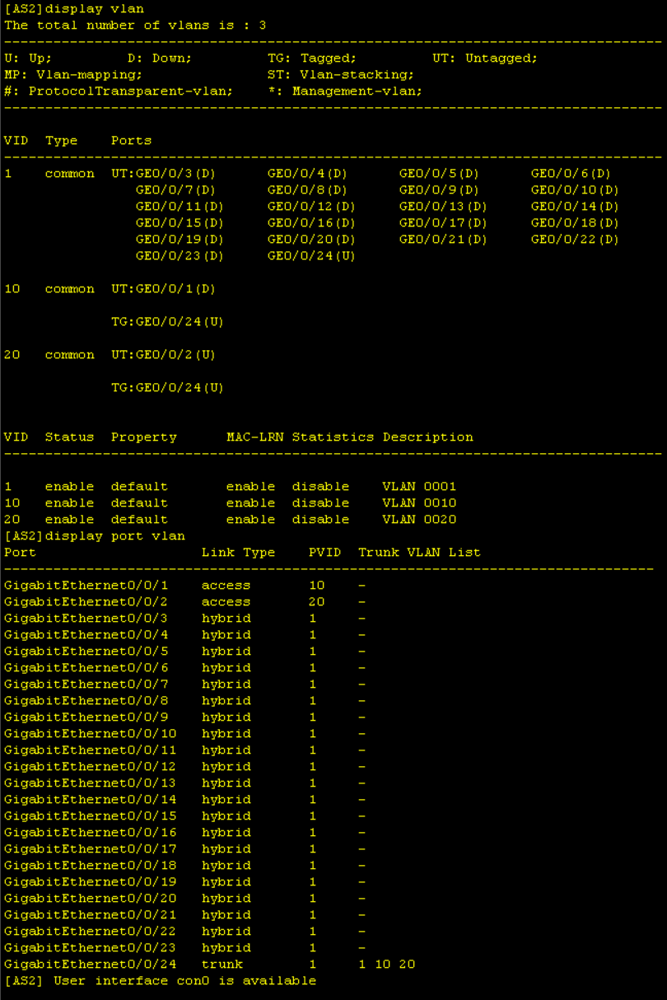 [AS2]display vlan
The total number of vlans is : 3
--------------------------------------------------------------------------------
U: Up;         D: Down;         TG: Tagged;         UT: Untagged;
MP: Vlan-mapping;               ST: Vlan-stacking;
#: ProtocolTransparent-vlan;    *: Management-vlan;
--------------------------------------------------------------------------------
VID  Type    Ports
--------------------------------------------------------------------------------
1    common  UT:GE0/0/3(D)      GE0/0/4(D)      GE0/0/5(D)      GE0/0/6(D)
                GE0/0/7(D)      GE0/0/8(D)      GE0/0/9(D)      GE0/0/10(D)
                GE0/0/11(D)     GE0/0/12(D)     GE0/0/13(D)     GE0/0/14(D)
                GE0/0/15(D)     GE0/0/16(D)     GE0/0/17(D)     GE0/0/18(D)
                GE0/0/19(D)     GE0/0/20(D)     GE0/0/21(D)     GE0/0/22(D)
                GE0/0/23(D)     GE0/0/24(U)
10   common  UT:GE0/0/1(D)
             TG:GE0/0/24(U)
20   common  UT:GE0/0/2(U)
             TG:GE0/0/24(U)
VID  Status  Property      MAC-LRN Statistics Description
--------------------------------------------------------------------------------
1    enable  default       enable  disable    VLAN 0001
10   enable  default       enable  disable    VLAN 0010
20   enable  default       enable  disable    VLAN 0020
[AS2]display port vlan
Port                    Link Type    PVID  Trunk VLAN List
-------------------------------------------------------------------------------
GigabitEthernet0/0/1    access       10    -
GigabitEthernet0/0/2    access       20    -
GigabitEthernet0/0/3    hybrid       1     -
GigabitEthernet0/0/4    hybrid       1     -
GigabitEthernet0/0/5    hybrid       1     -
GigabitEthernet0/0/6    hybrid       1     -
GigabitEthernet0/0/7    hybrid       1     -
GigabitEthernet0/0/8    hybrid       1     -
GigabitEthernet0/0/9    hybrid       1     -
GigabitEthernet0/0/10   hybrid       1     -
GigabitEthernet0/0/11   hybrid       1     -
GigabitEthernet0/0/12   hybrid       1     -
GigabitEthernet0/0/13   hybrid       1     -
GigabitEthernet0/0/14   hybrid       1     -
GigabitEthernet0/0/15   hybrid       1     -
GigabitEthernet0/0/16   hybrid       1     -
GigabitEthernet0/0/17   hybrid       1     -
GigabitEthernet0/0/18   hybrid       1     -
GigabitEthernet0/0/19   hybrid       1     -
GigabitEthernet0/0/20   hybrid       1     -
GigabitEthernet0/0/21   hybrid       1     -
GigabitEthernet0/0/22   hybrid       1     -
GigabitEthernet0/0/23   hybrid       1     -
GigabitEthernet0/0/24   trunk        1     1 10 20
[AS2] User interface con0 is available